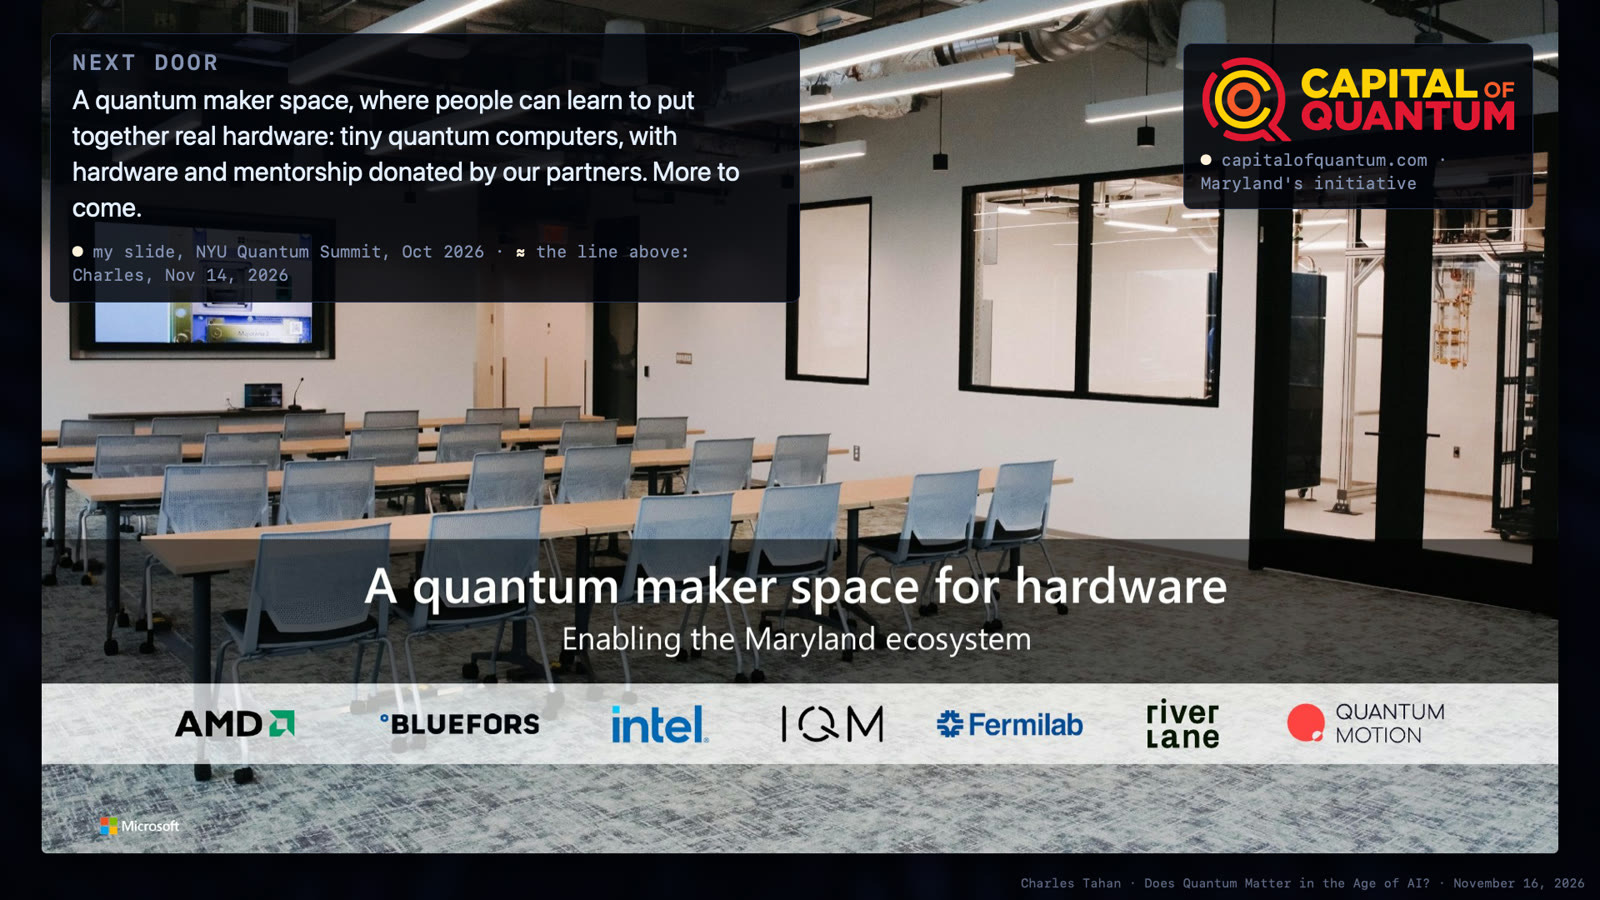 NEXT DOOR
A quantum maker space, where people can learn to put
together real hardware: tiny quantum computers, with
hardware and mentorship donated by our partners. More to
come.
● my slide, NYU Quantum Summit, Oct 2026 · ≈ the line above:
Charles, Nov 14, 2026
CAPITAL OF
QUANTUM
● capitalofquantum.com ·
Maryland's initiative
A quantum maker space for hardware
Enabling the Maryland ecosystem
AMD
BLUEFORS
intel
IQM
Fermilab
river
Lane
QUANTUM
MOTION
Microsoft
Charles Tahan · Does Quantum Matter in the Age of AI? · November 16, 2026